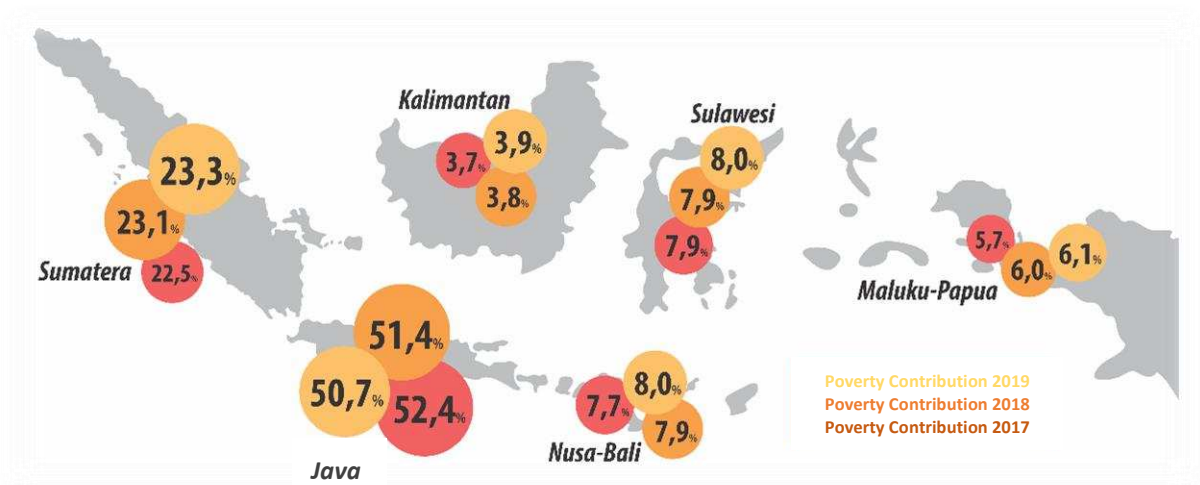 Kalimantan
3,9%
3,7%
3,8%
Sulawesi
8,0%
7,9%
7,9%
23,3%
23,1%
22,5%
Sumatera
5,7%
6,0%
6,1%
Maluku-Papua
51,4%
50,7%
52,4%
Java
8,0%
7,7%
7,9%
Nusa-Bali
Poverty Contribution 2019
Poverty Contribution 2018
Poverty Contribution 2017